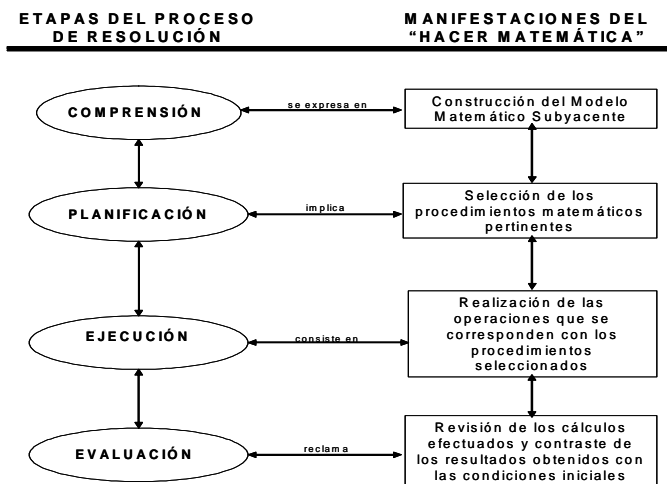 ETAPAS DEL PROCESO
DE RESOLUCIÓN
MANIFESTACIONES DEL
“HACER MATEMÁTICA”
COMPRENSIÓN
se expresa en
Construcción del Modelo
Matemático Subyacente
PLANIFICACIÓN
implica
Selección de los
procedimientos matemáticos
pertinentes
EJECUCIÓN
consiste en
Realización de las
operaciones que se
corresponden con los
procedimientos
seleccionados
EVALUACIÓN
reclama
Revisión de los cálculos
efectuados y contraste de
los resultados obtenidos con
las condiciones iniciales